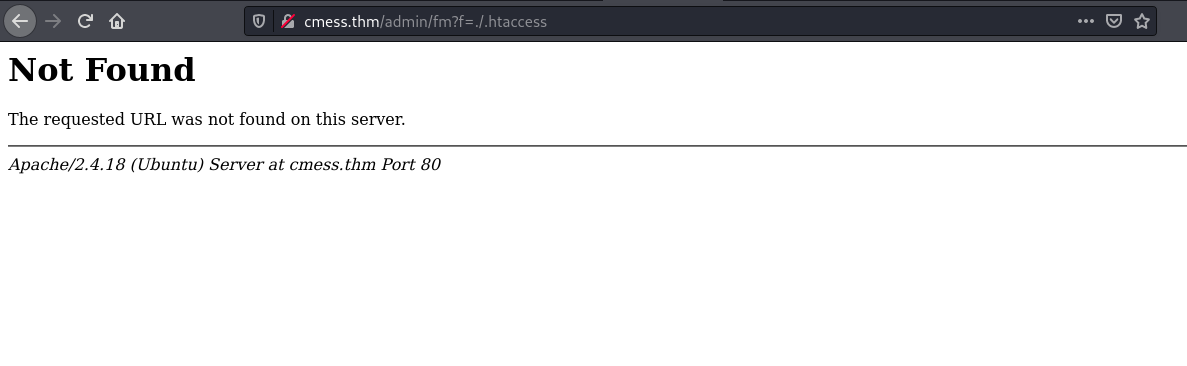 cmess.thm/admin/fm?f=./.htaccess
Not Found
The requested URL was not found on this server.
Apache/2.4.18 (Ubuntu) Server at cmess.thm Port 80